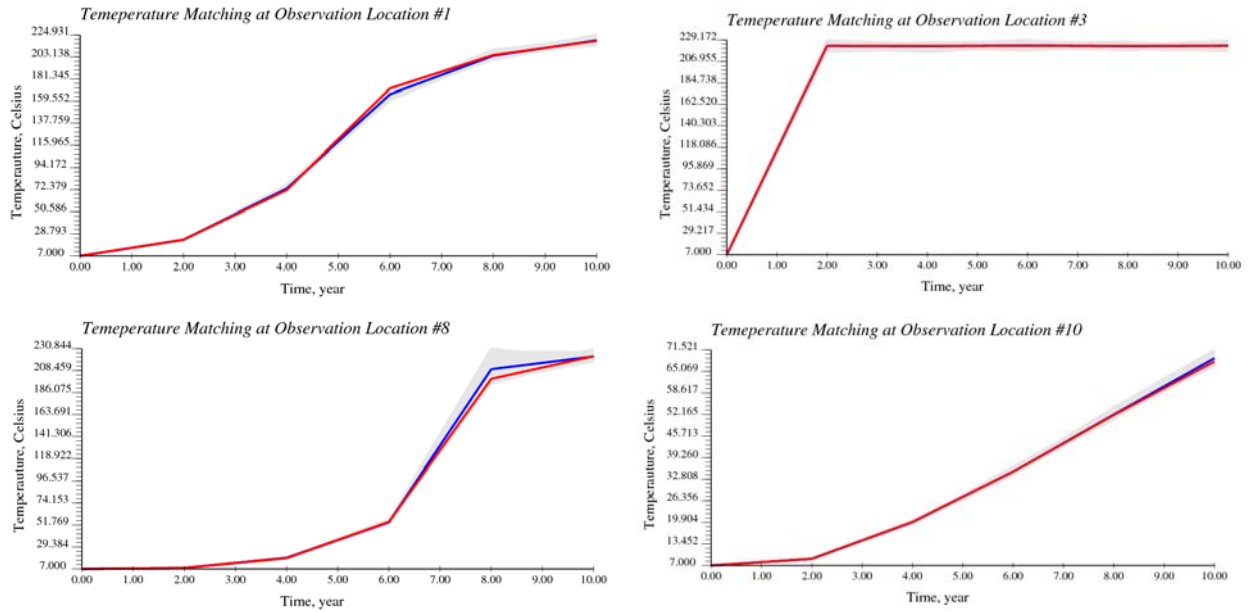 Temeperature Matching at Observation Location #1
224.931
203.138
181.345
159.552
137.759
115.965
94.172
72.379
50.586
28.793
7.000
Temperauture, Celsius
0.00 1.00 2.00 3.00 4.00 5.00 6.00 7.00 8.00 9.00 10.00
Time, year
Temeperature Matching at Observation Location #3
229.172
206.955
184.738
162.520
140.303
118.086
95.869
73.652
51.434
29.217
7.000
Temperauture, Celsius
0.00 1.00 2.00 3.00 4.00 5.00 6.00 7.00 8.00 9.00 10.00
Time, year
Temeperature Matching at Observation Location #8
230.844
208.459
186.075
163.691
141.306
118.922
96.537
74.153
51.769
29.384
7.000
Temperauture, Celsius
0.00 1.00 2.00 3.00 4.00 5.00 6.00 7.00 8.00 9.00 10.00
Time, year
Temeperature Matching at Observation Location #10
71.521
65.069
58.617
52.165
45.713
39.260
32.808
26.356
19.904
13.452
7.000
Temperauture, Celsius
0.00 1.00 2.00 3.00 4.00 5.00 6.00 7.00 8.00 9.00 10.00
Time, year